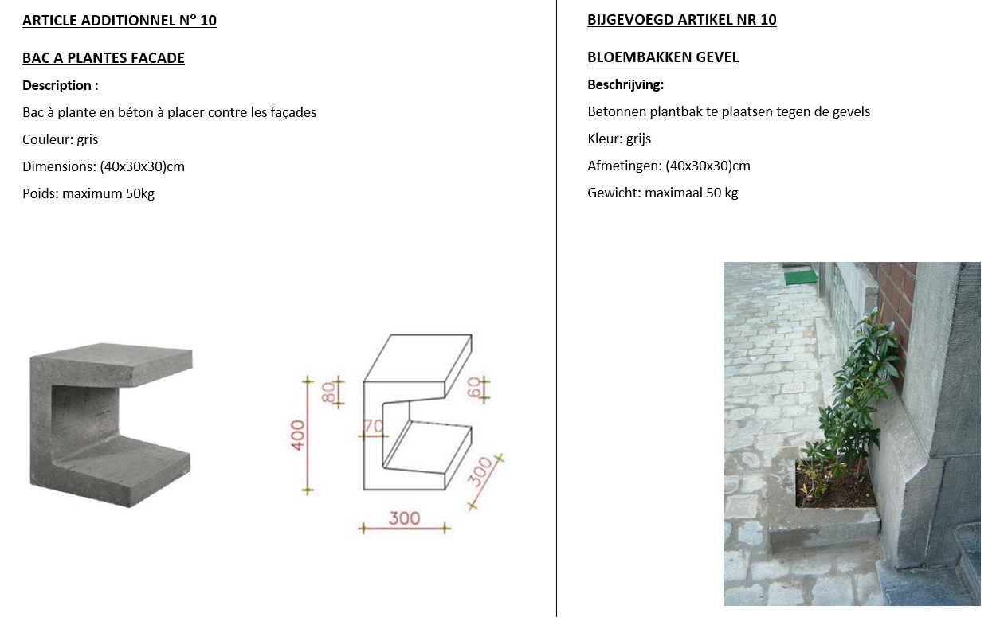 ARTICLE ADDITIONNEL N° 10
BAC A PLANTES FACADE
Description :
Bac à plante en béton à placer contre les façades
Couleur: gris
Dimensions: (40x30x30)cm
Poids: maximum 50kg
400
80
70
60
300
300
BIJGEVOEGD ARTIKEL NR 10
BLOEMBAKKEN GEVEL
Beschrijving:
Betonnen plantbak te plaatsen tegen de gevels
Kleur: grijs
Afmetingen: (40x30x30)cm
Gewicht: maximaal 50 kg